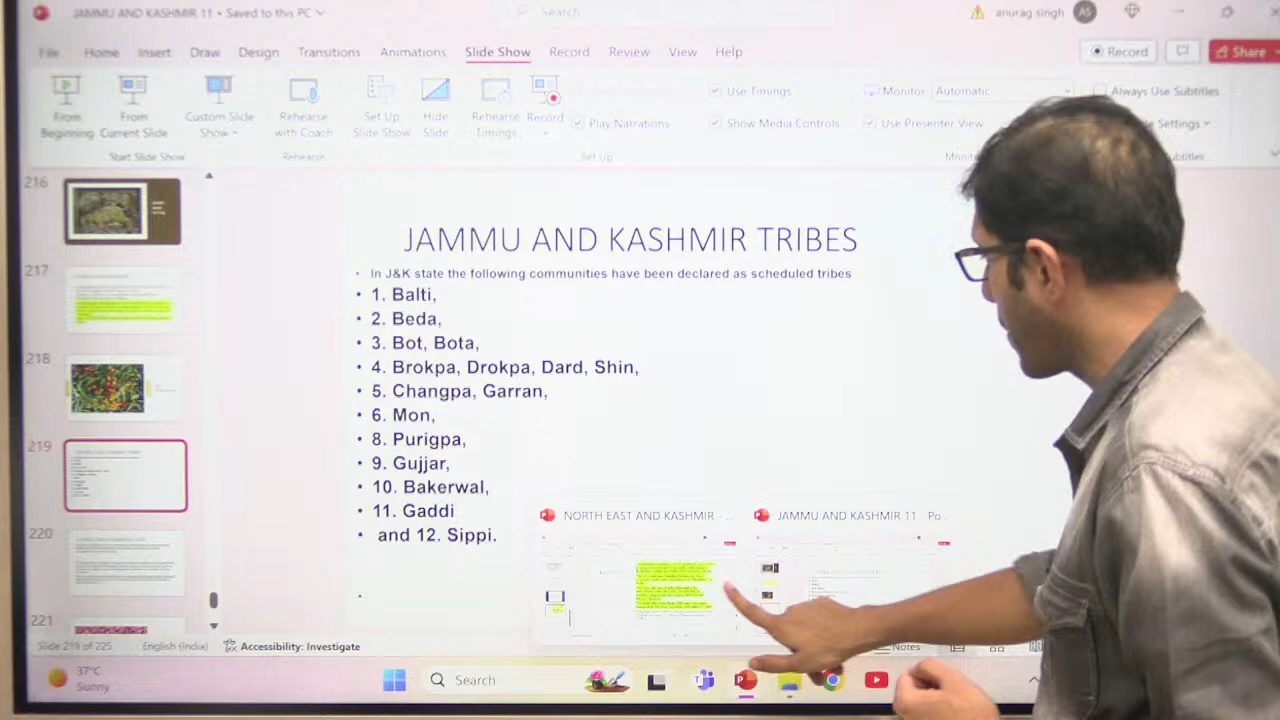 JAMMU AND KASHMIR 11 • Saved to this PC
Search
anurag singh
AS
File Home Insert Draw Design Transitions Animations Slide Show Record Review View Help
Record
Share
From Beginning
From Current Slide
Custom Slide Show
Rehearse with Coach
Set Up Slide Show
Hide Slide
Rehearse Timings
Record
Play Narrations
Use Timings
Show Media Controls
Monitor Automatic
Use Presenter View
Always Use Subtitles
Settings
Start Slide Show
Rehearse
Set Up
216
217
218
219
220
221
JAMMU AND KASHMIR TRIBES
• In J&K state the following communities have been declared as scheduled tribes
• 1. Balti,
• 2. Beda,
• 3. Bot, Bota,
• 4. Brokpa, Drokpa, Dard, Shin,
• 5. Changpa, Garran,
• 6. Mon,
• 8. Purigpa,
• 9. Gujjar,
• 10. Bakerwal,
• 11. Gaddi
• and 12. Sippi.
NORTH EAST AND KASHMIR - ...
JAMMU AND KASHMIR 11 - Po...
Slide 219 of 225
English (India)
Accessibility: Investigate
Notes
37°C
Sunny
Search